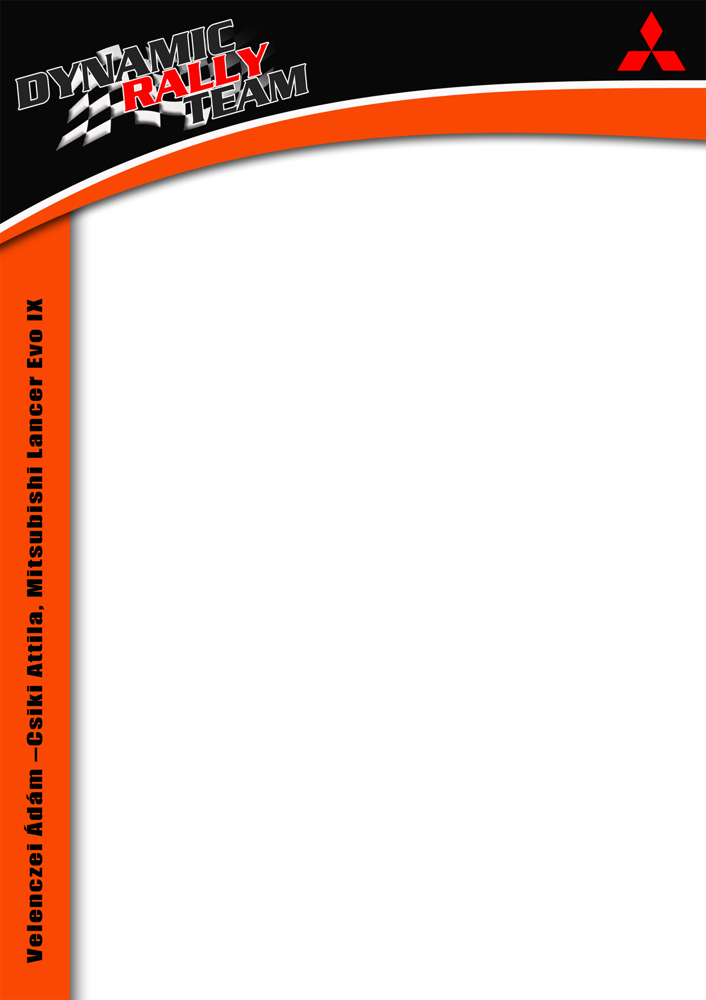 DYNAMIC
RALLY
TEAM
Velenczei Ádám –Csiki Attila, Mitsubishi Lancer Evo IX